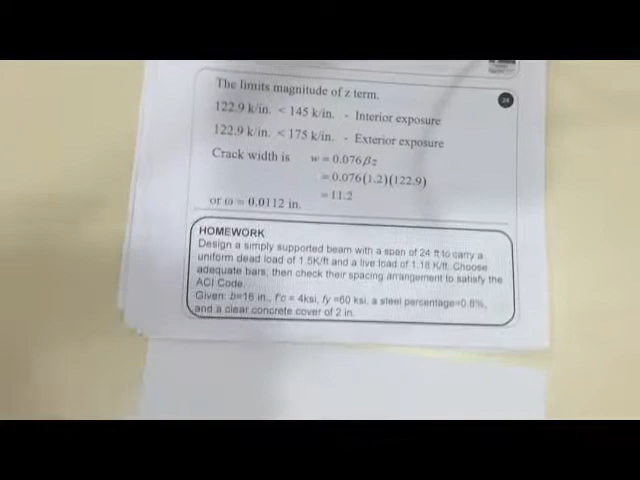 The limits magnitude of z term.
24
122.9 k/in. < 145 k/in. - Interior exposure
122.9 k/in. < 175 k/in. - Exterior exposure
Crack width is w = 0.076βz
= 0.076(1.2)(122.9)
= 11.2
or ω = 0.0112 in.
HOMEWORK
Design a simply supported beam with a span of 24 ft to carry a
uniform dead load of 1.5K/ft and a live load of 1.18 K/ft. Choose
adequate bars, then check their spacing arrangement to satisfy the
ACI Code.
Given: b=16 in., f'c = 4ksi, fy =60 ksi, a steel percentage=0.8%,
and a clear concrete cover of 2 in.